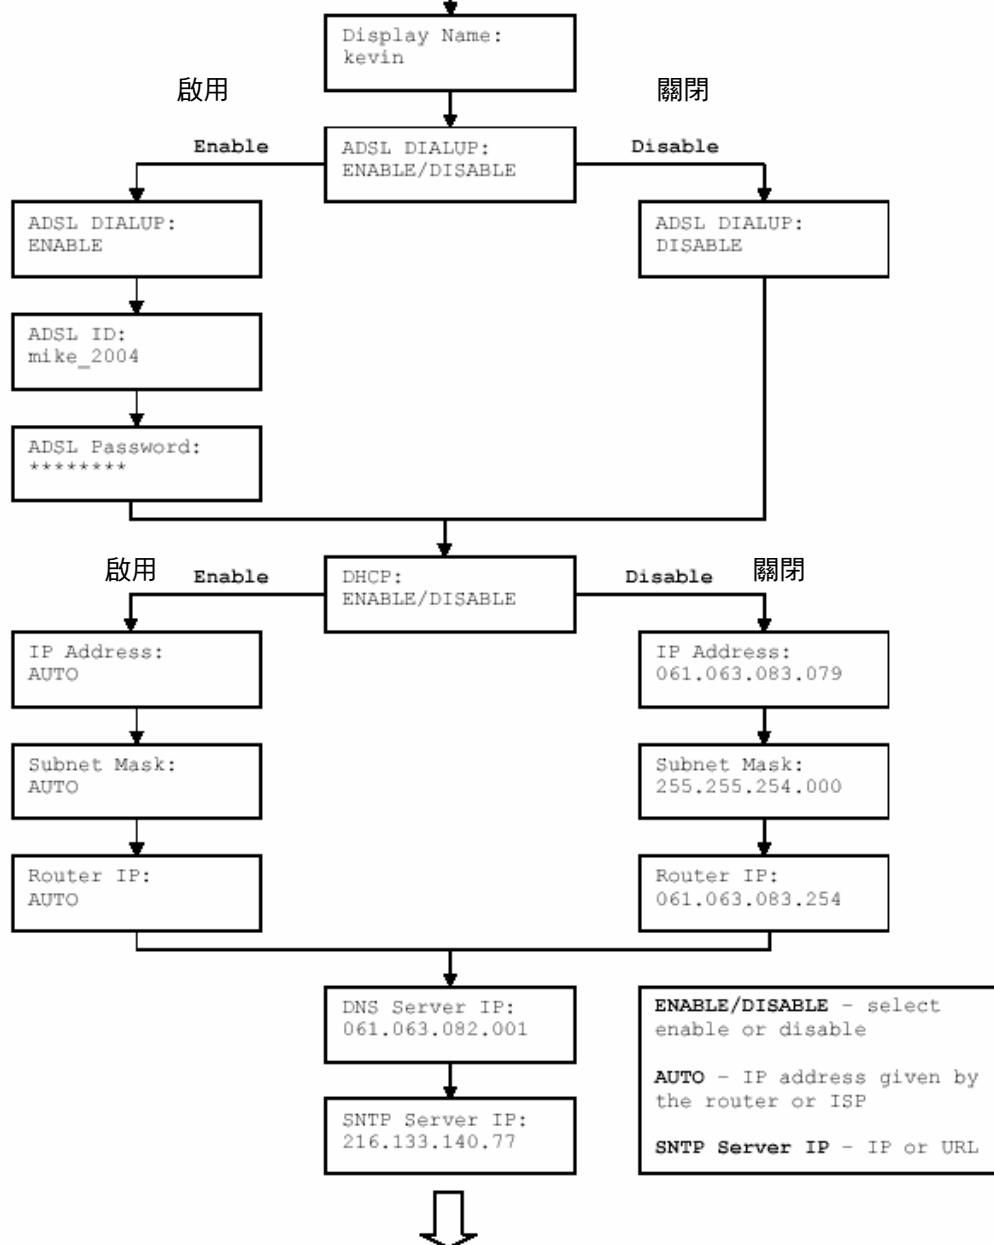 Display Name:
kevin
啟用
關閉
Enable
ADSL DIALUP:
ENABLE/DISABLE
Disable
ADSL DIALUP:
ENABLE
ADSL DIALUP:
DISABLE
ADSL ID:
mike_2004
ADSL Password:
********
啟用
Enable
DHCP:
ENABLE/DISABLE
Disable
關閉
IP Address:
AUTO
IP Address:
061.063.083.079
Subnet Mask:
AUTO
Subnet Mask:
255.255.254.000
Router IP:
AUTO
Router IP:
061.063.083.254
DNS Server IP:
061.063.082.001
SNTP Server IP:
216.133.140.77
ENABLE/DISABLE – select
enable or disable
AUTO – IP address given by
the router or ISP
SNTP Server IP – IP or URL